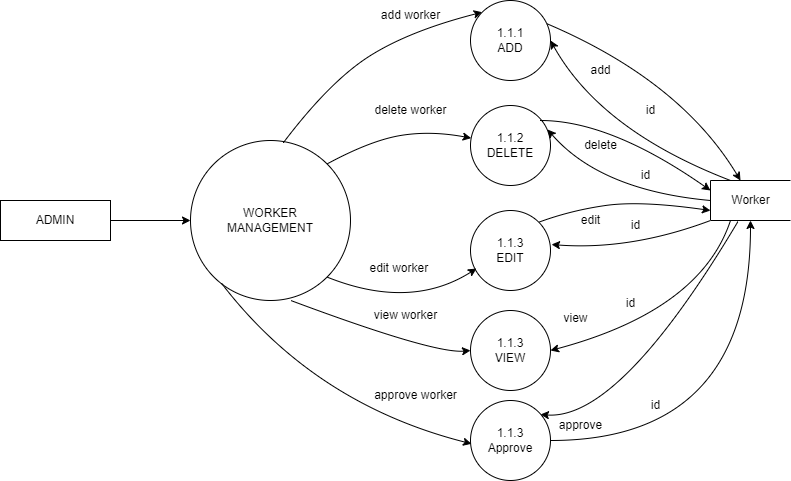 add worker
1.1.1
ADD
add
id
delete worker
1.1.2
DELETE
delete
id
ADMIN
WORKER
MANAGEMENT
Worker
edit
id
1.1.3
EDIT
edit worker
view worker
id
view
1.1.3
VIEW
approve worker
id
approve
1.1.3
Approve